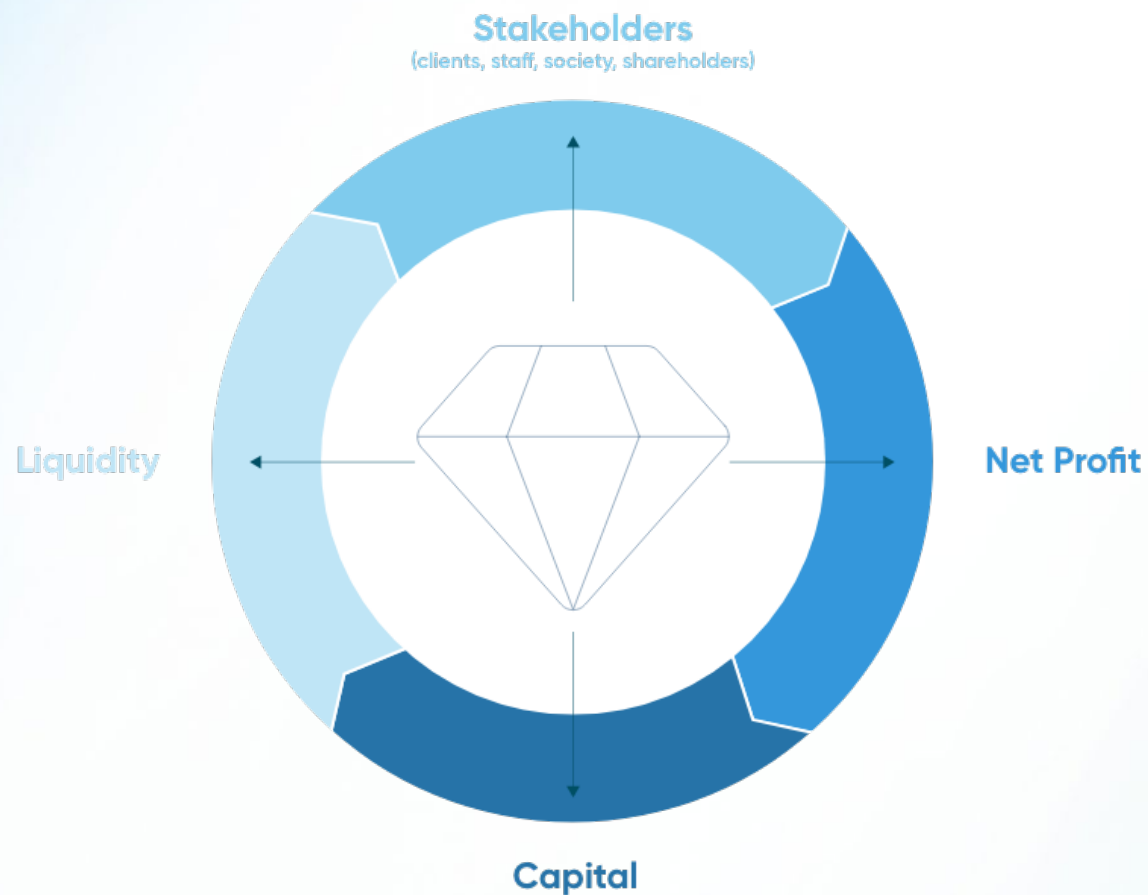 Stakeholders
(clients, staff, society, shareholders)
Liquidity
Net Profit
Capital